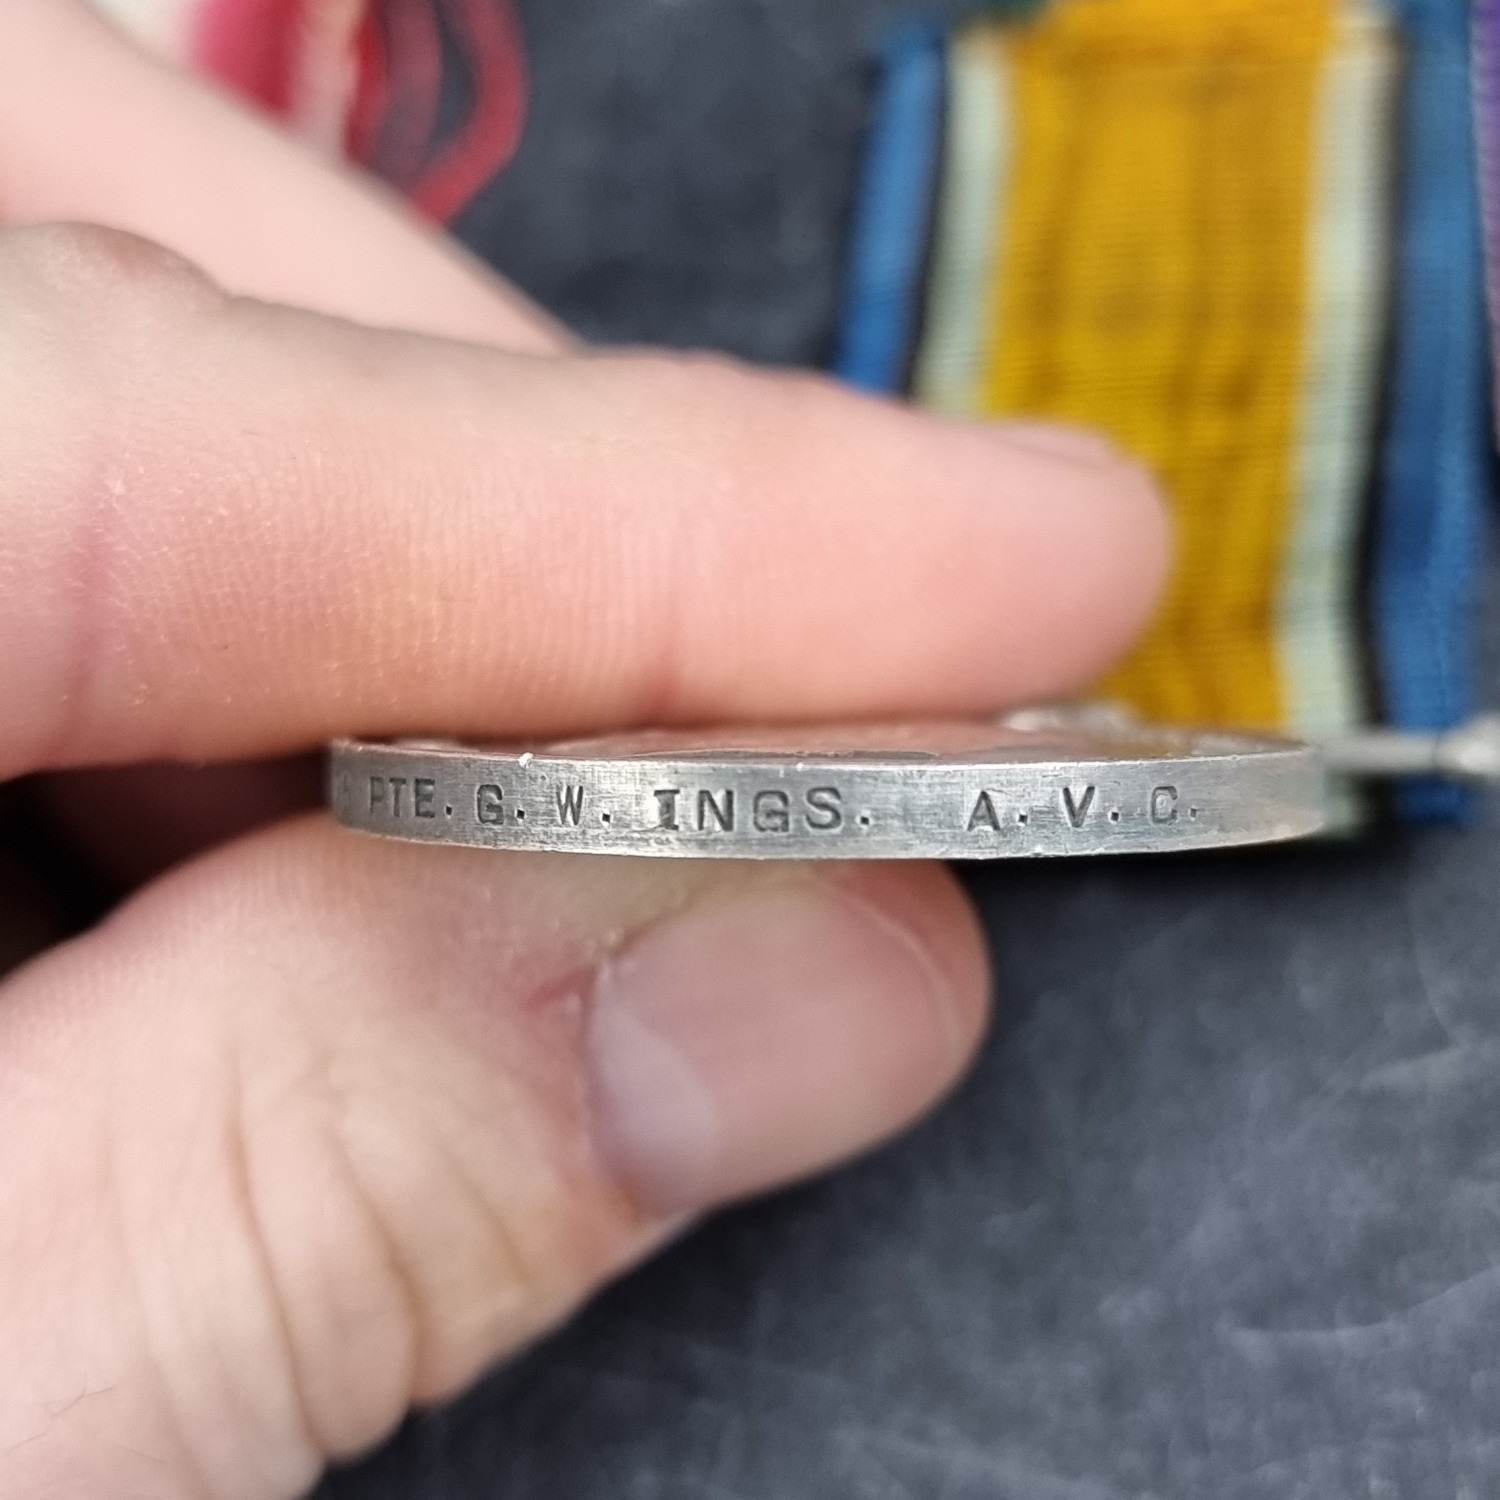 PTE. G. W. INGS. A. V. C.